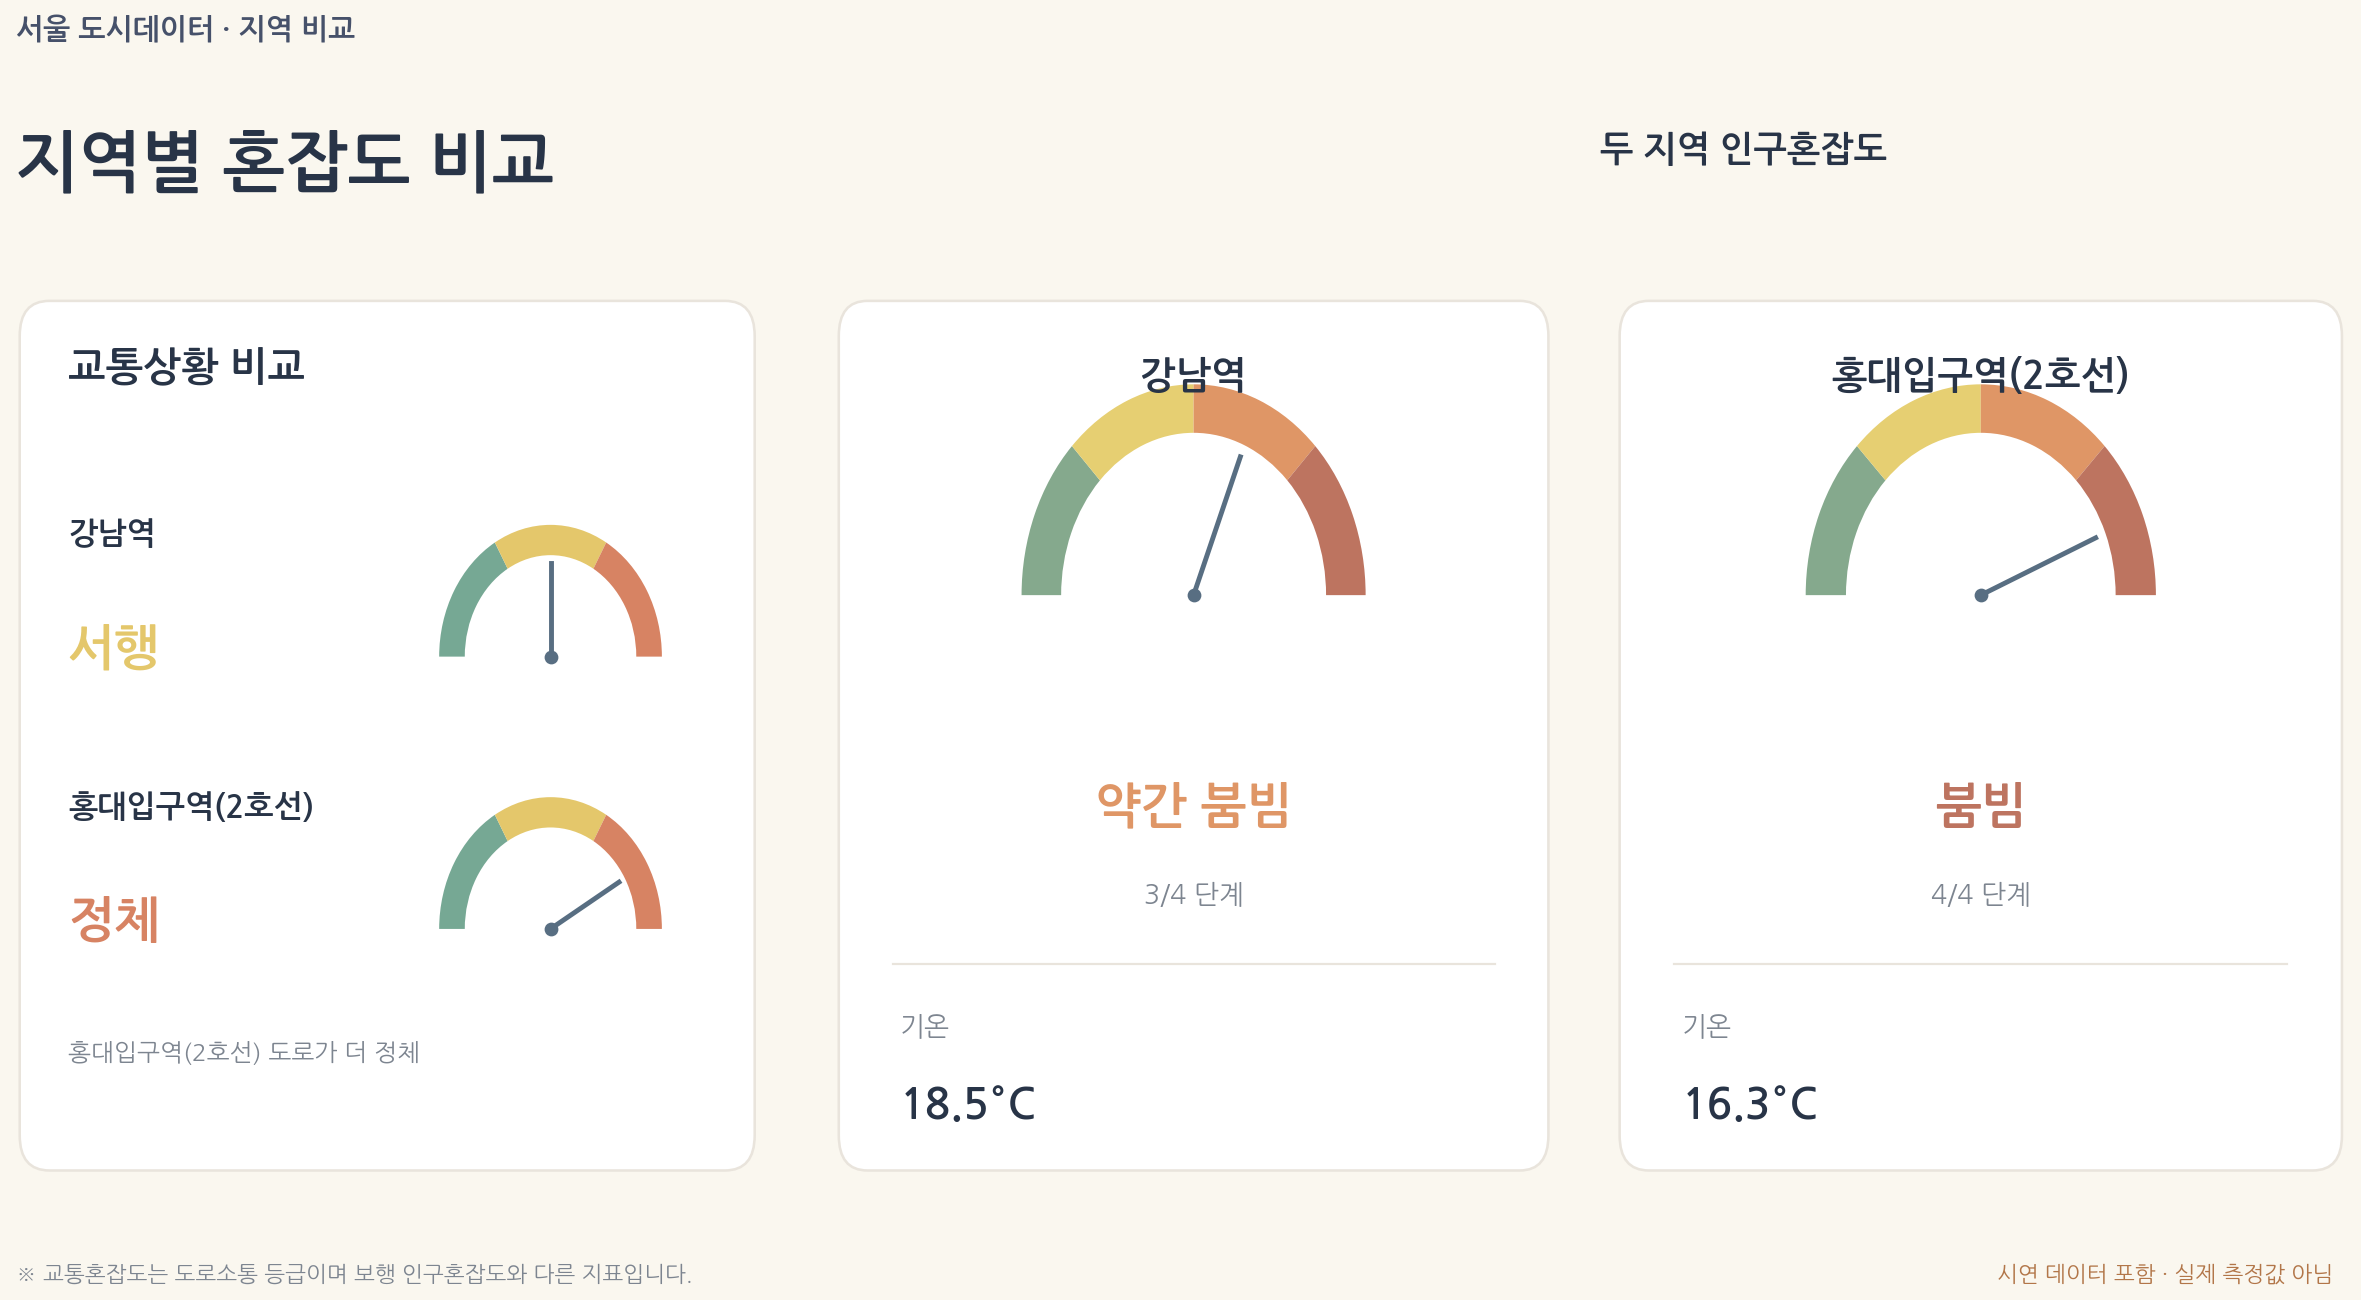 서울 도시데이터 · 지역 비교
지역별 혼잡도 비교
두 지역 인구혼잡도
교통상황 비교
강남역
서행
홍대입구역(2호선)
정체
홍대입구역(2호선) 도로가 더 정체
강남역
약간 붐빔
3/4 단계
기온
18.5°C
홍대입구역(2호선)
붐빔
4/4 단계
기온
16.3°C
※ 교통혼잡도는 도로소통 등급이며 보행 인구혼잡도와 다른 지표입니다.
시연 데이터 포함 · 실제 측정값 아님